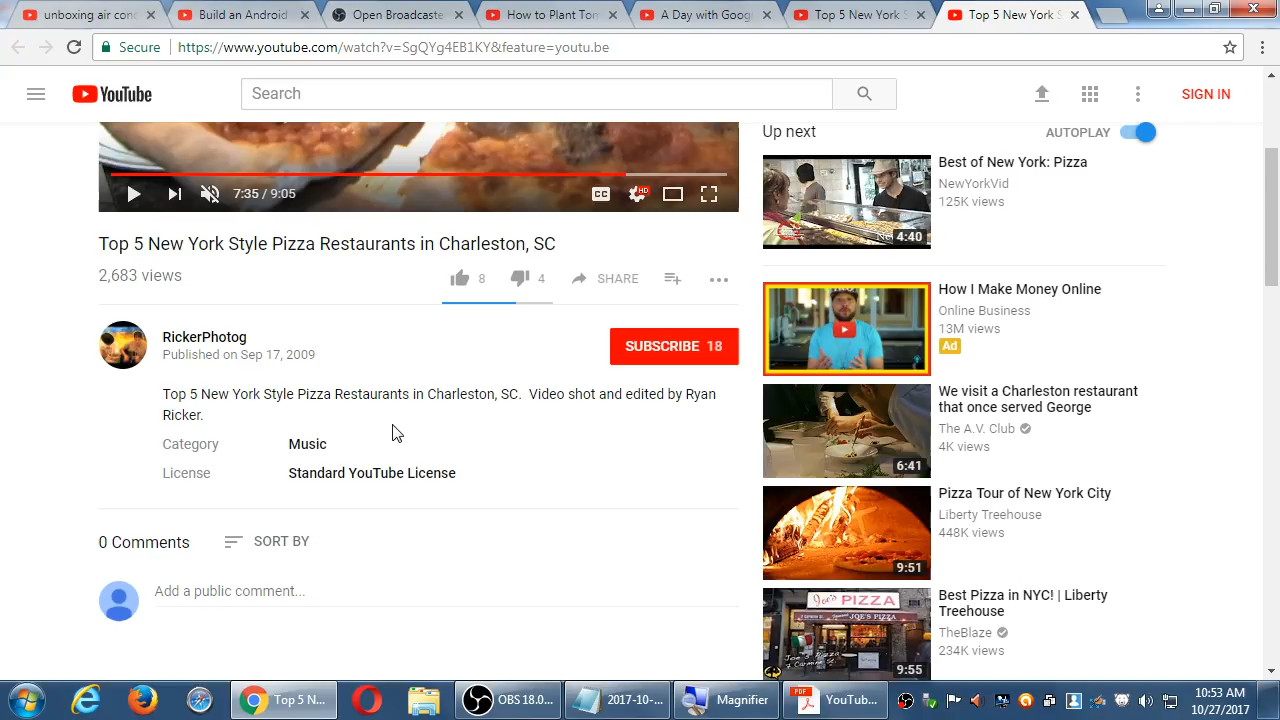 unboxing air con
Build an Android
Open Broadcaste
How to Plant Tom
A Day with Goog
Top 5 New York S
Top 5 New York S
Secure
https://www.youtube.com/watch?v=SgQYg4EB1KY&feature=youtu.be
YouTube
Search
SIGN IN
7:35 / 9:05
CC
HD
Top 5 New York Style Pizza Restaurants in Charleston, SC
2,683 views
8
4
SHARE
RickerPhotog
Published on Sep 17, 2009
SUBSCRIBE 18
Top 5 New York Style Pizza Restaurants in Charleston, SC. Video shot and edited by Ryan
Ricker.
Category Music
License Standard YouTube License
0 Comments
SORT BY
Add a public comment...
Up next
AUTOPLAY
4:40
Best of New York: Pizza
NewYorkVid
125K views
How I Make Money Online
Online Business
13M views
Ad
6:41
We visit a Charleston restaurant
that once served George
The A.V. Club
4K views
9:51
Pizza Tour of New York City
Liberty Treehouse
448K views
Joe's PIZZA
JOE'S PIZZA
9:55
Best Pizza in NYC! | Liberty
Treehouse
TheBlaze
234K views
Top 5 N...
OBS 18.0....
2017-10-...
Magnifier
PDF
YouTub...
10:53 AM
10/27/2017